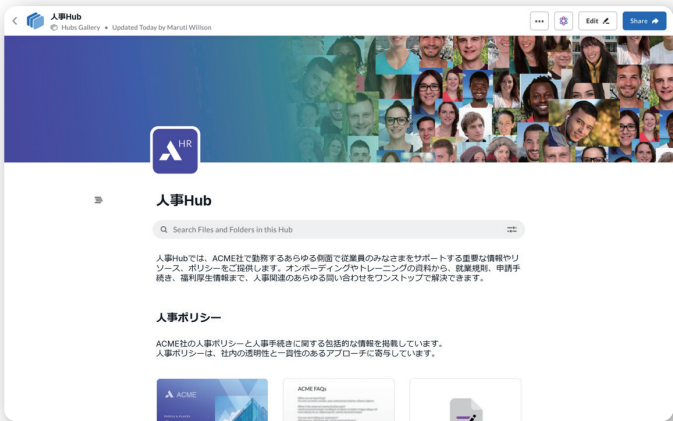 人事Hub
Hubs Gallery • Updated Today by Maruti Willson
Edit
Share
HR
人事Hub
Search Files and Folders in this Hub
人事Hubでは、ACME社で勤務するあらゆる側面で従業員のみなさまをサポートする重要な情報やリ
ソース、ポリシーをご提供します。オンボーディングやトレーニングの資料から、就業規則、申請手
続き、福利厚生情報まで、人事関連のあらゆる問い合わせをワンストップで解決できます。
人事ポリシー
ACME社の人事ポリシーと人事手続きに関する包括的な情報を掲載しています。
人事ポリシーは、社内の透明性と一貫性のあるアプローチに寄与しています。
ACME
ACME FAQs